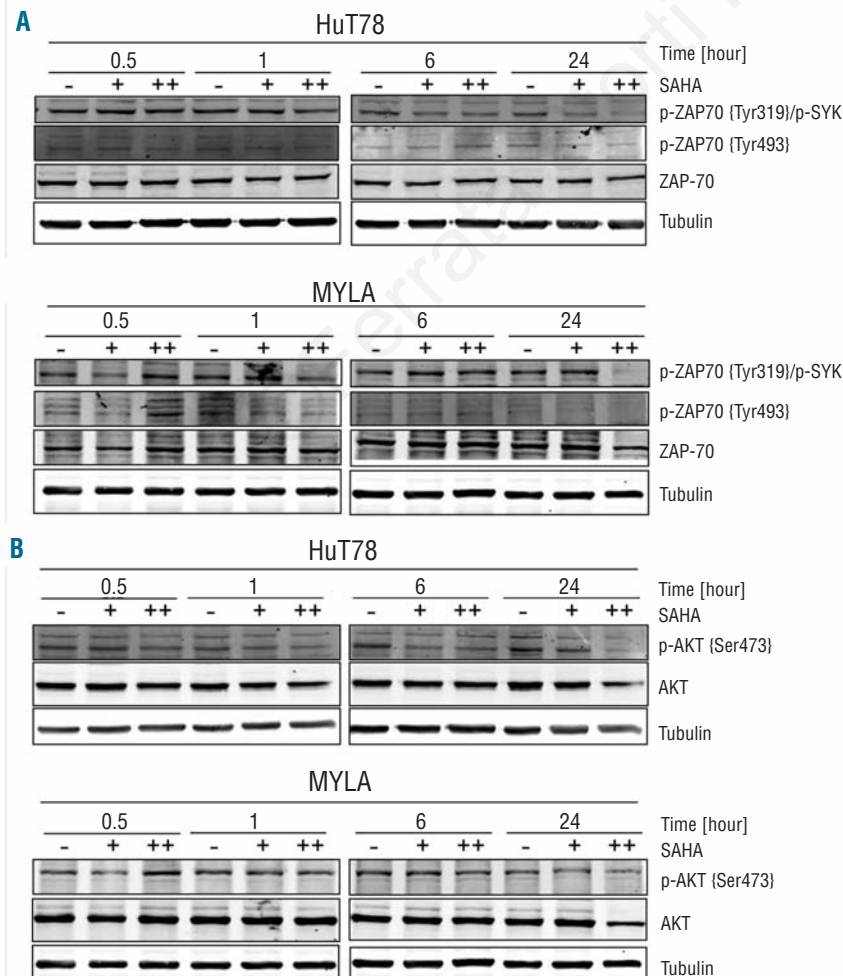 A
HuT78
0.5 1 6 24 Time [hour]
- + ++ - + ++ - + ++ - + ++ SAHA
p-ZAP70 {Tyr319}/p-SYK
p-ZAP70 {Tyr493}
ZAP-70
Tubulin
MYLA
0.5 1 6 24
- + ++ - + ++ - + ++ - + ++
p-ZAP70 {Tyr319}/p-SYK
p-ZAP70 {Tyr493}
ZAP-70
Tubulin
B
HuT78
0.5 1 6 24 Time [hour]
- + ++ - + ++ - + ++ - + ++ SAHA
p-AKT {Ser473}
AKT
Tubulin
MYLA
0.5 1 6 24 Time [hour]
- + ++ - + ++ - + ++ - + ++ SAHA
p-AKT {Ser473}
AKT
Tubulin
Ferrata